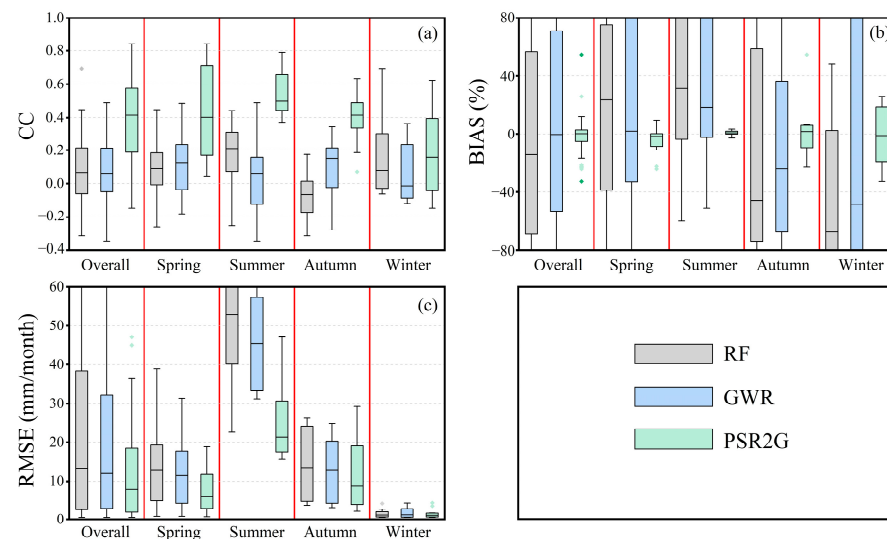 (a)
CC
1.0
0.8
0.6
0.4
0.2
0.0
−0.2
−0.4
Overall Spring Summer Autumn Winter
(b)
BIAS (%)
80
40
0
−40
−80
Overall Spring Summer Autumn Winter
(c)
RMSE (mm/month)
60
50
40
30
20
10
0
Overall Spring Summer Autumn Winter
RF
GWR
PSR2G